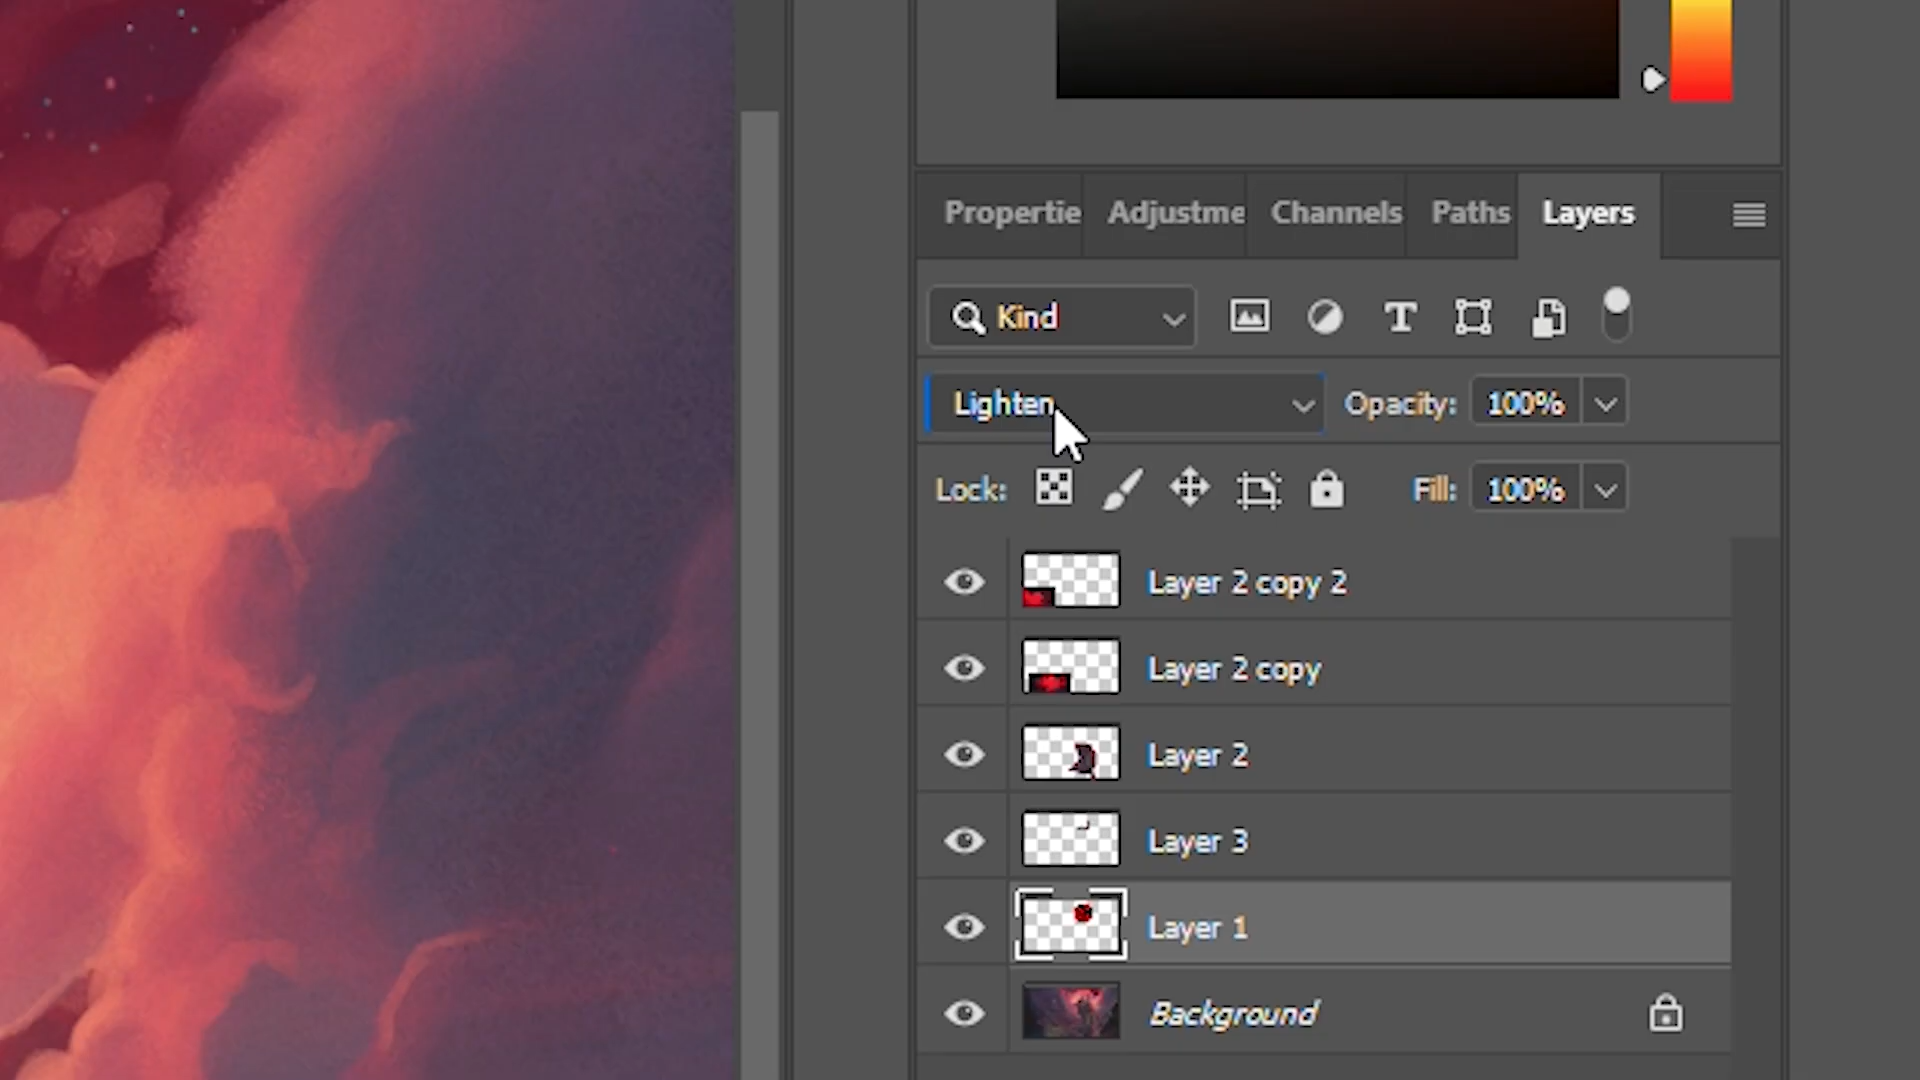 Propertie Adjustme Channels Paths Layers
Kind T
Lighten Opacity: 100%
Lock: Fill: 100%
Layer 2 copy 2
Layer 2 copy
Layer 2
Layer 3
Layer 1
Background